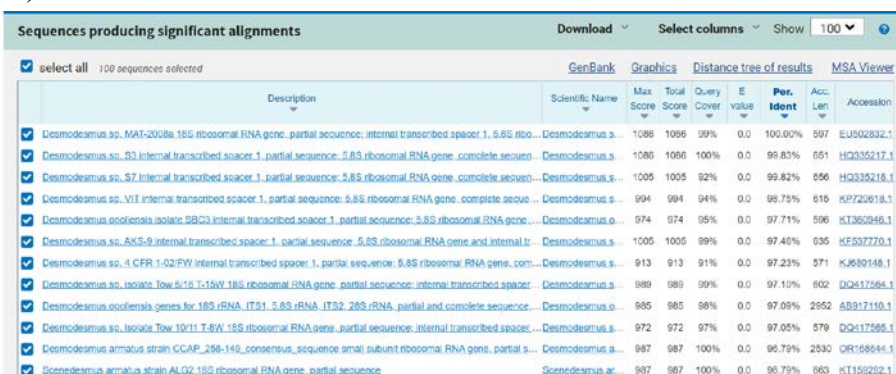 Sequences producing significant alignments Download Select columns Show 100
select all 100 sequences selected GenBank Graphics Distance tree of results MSA Viewer
Description Scientific Name Max Score Total Score Query Cover E value Per. Ident Acc. Len Accession
Desmodesmus sp. MAT-2008a 18S ribosomal RNA gene, partial sequence; internal transcribed spacer 1, 5.8S ribo... Desmodesmus s... 1086 1086 99% 0.0 100.00% 597 EU502832.1
Desmodesmus sp. S3 internal transcribed spacer 1, partial sequence; 5.8S ribosomal RNA gene, complete sequen... Desmodesmus s... 1086 1086 100% 0.0 99.83% 651 HQ335217.1
Desmodesmus sp. S7 internal transcribed spacer 1, partial sequence; 5.8S ribosomal RNA gene, complete sequen... Desmodesmus s... 1005 1005 92% 0.0 99.82% 656 HQ335218.1
Desmodesmus sp. VIT internal transcribed spacer 1, partial sequence; 5.8S ribosomal RNA gene, complete seque... Desmodesmus s... 994 994 94% 0.0 98.75% 615 KP720618.1
Desmodesmus opoliensis isolate SBC3 internal transcribed spacer 1, partial sequence; 5.8S ribosomal RNA gene, ... Desmodesmus o... 974 974 95% 0.0 97.71% 596 KT360946.1
Desmodesmus sp. AKS-9 internal transcribed spacer 1, partial sequence, 5.8S ribosomal RNA gene and internal tr... Desmodesmus s... 1005 1005 99% 0.0 97.46% 635 KF537770.1
Desmodesmus sp. 4 CFR 1-02/FW internal transcribed spacer 1, partial sequence; 5.8S ribosomal RNA gene, com... Desmodesmus s... 913 913 91% 0.0 97.23% 571 KJ680148.1
Desmodesmus sp. isolate Tow 6/16 T-15W 18S ribosomal RNA gene, partial sequence; internal transcribed spacer ... Desmodesmus s... 989 989 99% 0.0 97.10% 602 DQ417564.1
Desmodesmus opoliensis genes for 18S rRNA, ITS1, 5.8S rRNA, ITS2, 28S rRNA, partial and complete sequence... Desmodesmus o... 985 985 98% 0.0 97.09% 2952 AB917110.1
Desmodesmus sp. isolate Tow 10/11 T-8W 18S ribosomal RNA gene, partial sequence; internal transcribed spacer ... Desmodesmus s... 972 972 97% 0.0 97.05% 579 DQ417565.1
Desmodesmus armatus strain CCAP_258-149_consensus_sequence small subunit ribosomal RNA gene, partial s... Desmodesmus a... 987 987 100% 0.0 96.79% 2530 OR168644.1
Scenedesmus armatus strain ALG2 18S ribosomal RNA gene, partial sequence Scenedesmus ar... 987 987 100% 0.0 96.79% 663 KT159292.1